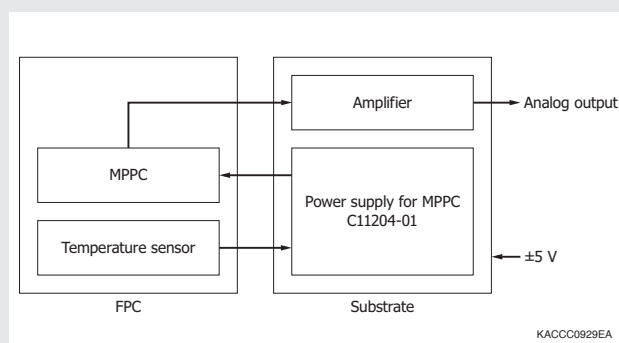 Amplifier
Analog output
MPPC
Power supply for MPPC
C11204-01
Temperature sensor
±5 V
FPC
Substrate
KACCC0929EA